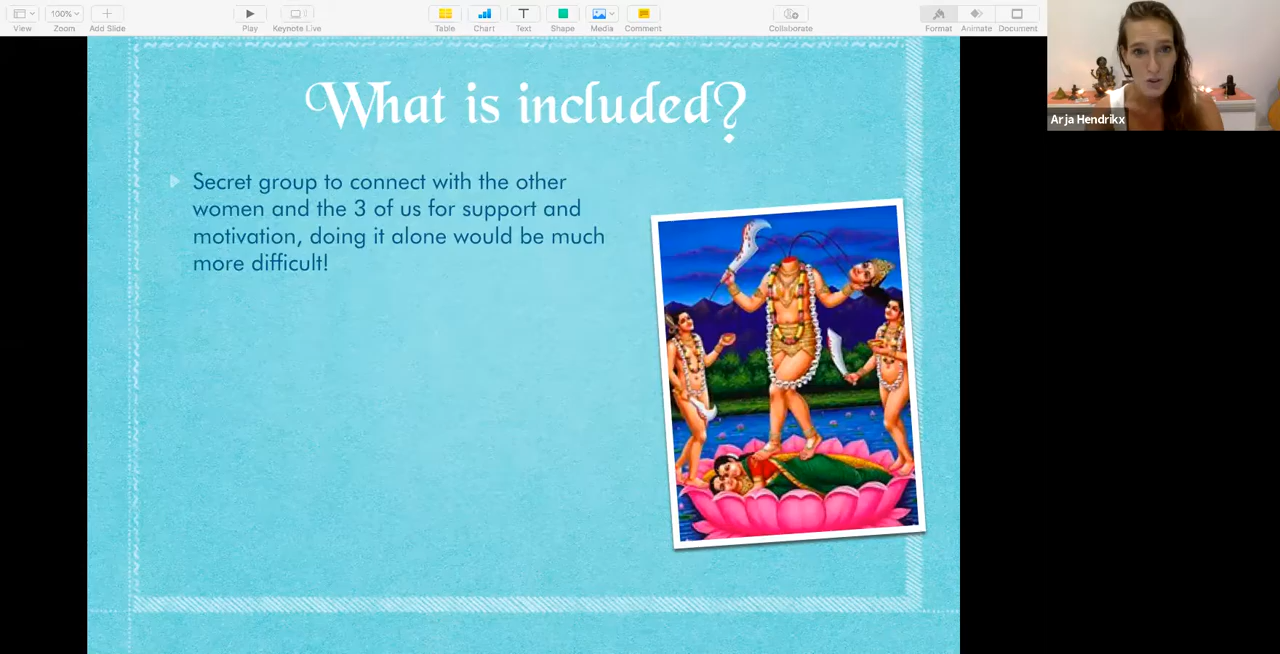 View
100%
Zoom
Add Slide
Play
Keynote Live
Table
Chart
Text
Shape
Media
Comment
Collaborate
Format
Animate
Document
Arja Hendrikx
What is included?
Secret group to connect with the other
women and the 3 of us for support and
motivation, doing it alone would be much
more difficult!